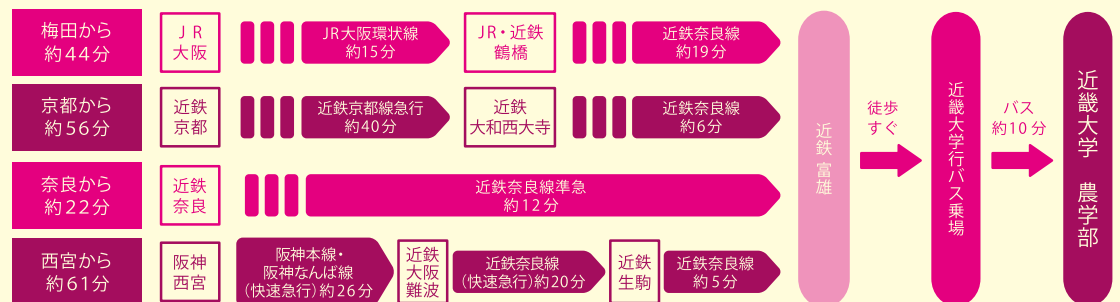 梅田から
約44分
ＪＲ
大阪
JR大阪環状線
約15分
JR・近鉄
鶴橋
近鉄奈良線
約19分
京都から
約56分
近鉄
京都
近鉄京都線急行
約40分
近鉄
大和西大寺
近鉄奈良線
約6分
奈良から
約22分
近鉄
奈良
近鉄奈良線準急
約12分
西宮から
約61分
阪神
西宮
阪神本線・
阪神なんば線
(快速急行)約26分
近鉄
大阪
難波
近鉄奈良線
(快速急行)約20分
近鉄
生駒
近鉄奈良線
約5分
近鉄 富雄
徒歩
すぐ
近畿大学行バス乗場
バス
約10分
近畿大学 農学部